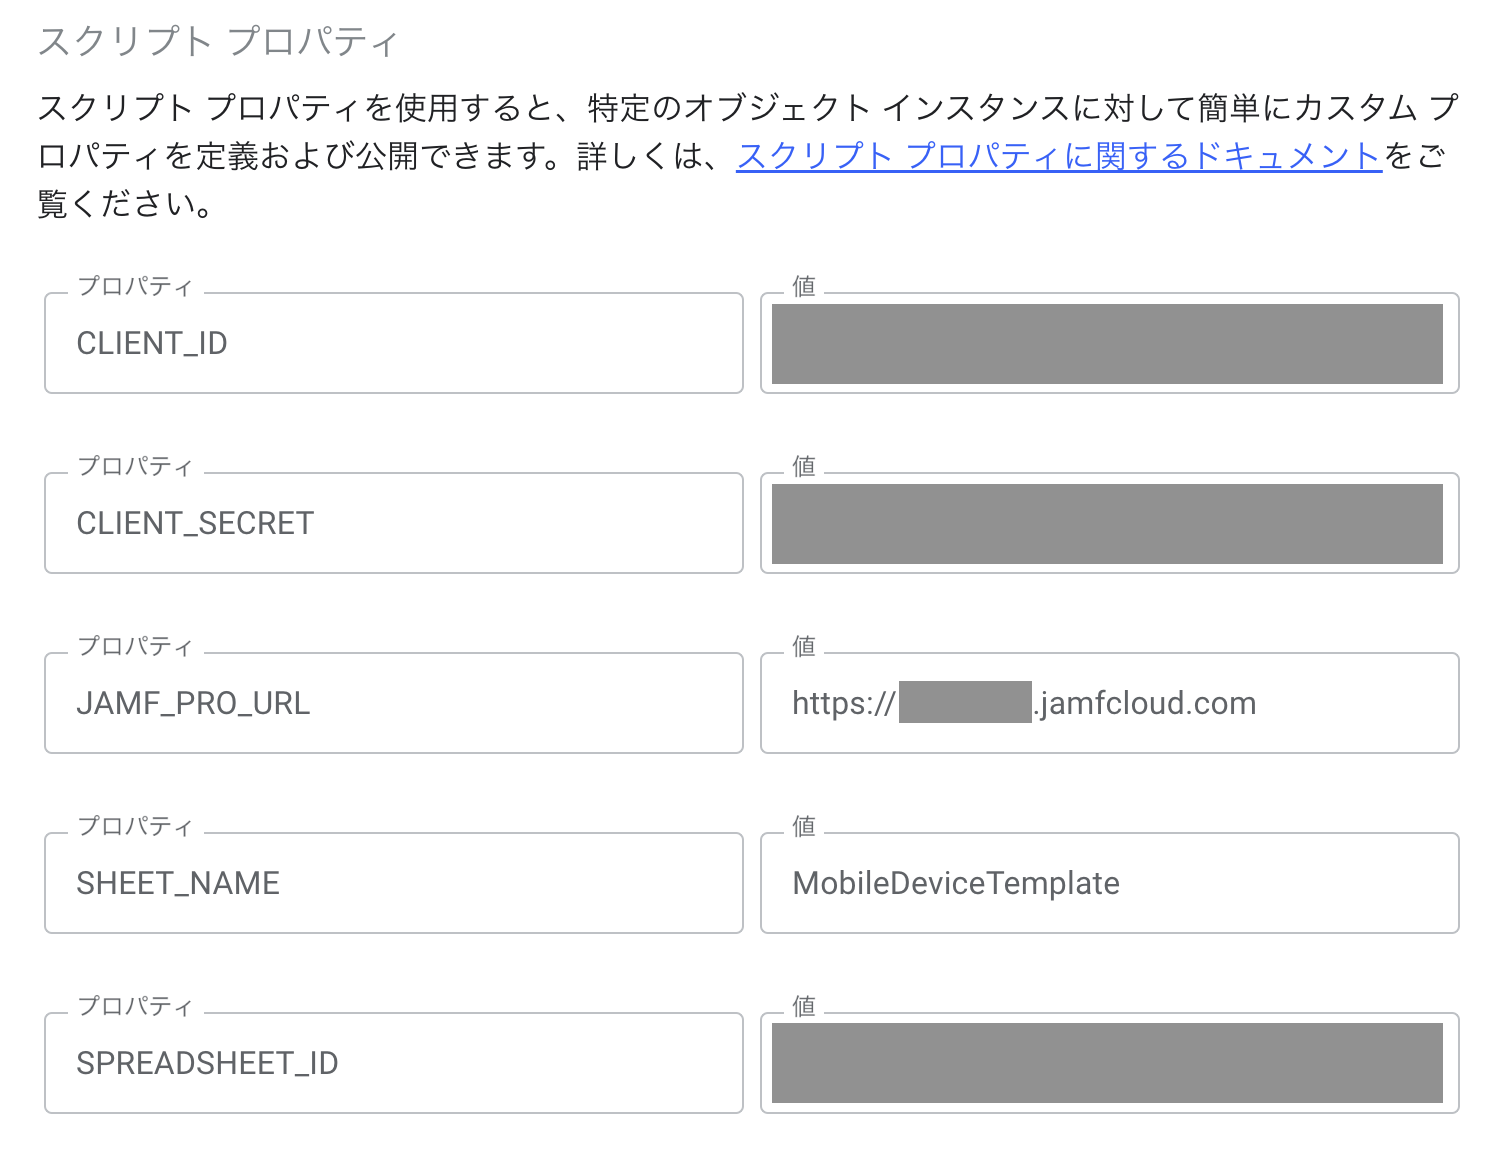 スクリプト プロパティ
スクリプト プロパティを使用すると、特定のオブジェクト インスタンスに対して簡単にカスタム プ
ロパティを定義および公開できます。詳しくは、スクリプト プロパティに関するドキュメントをご
覧ください。
プロパティ 値
CLIENT_ID
プロパティ 値
CLIENT_SECRET
プロパティ 値
JAMF_PRO_URL https:// .jamfcloud.com
プロパティ 値
SHEET_NAME MobileDeviceTemplate
プロパティ 値
SPREADSHEET_ID